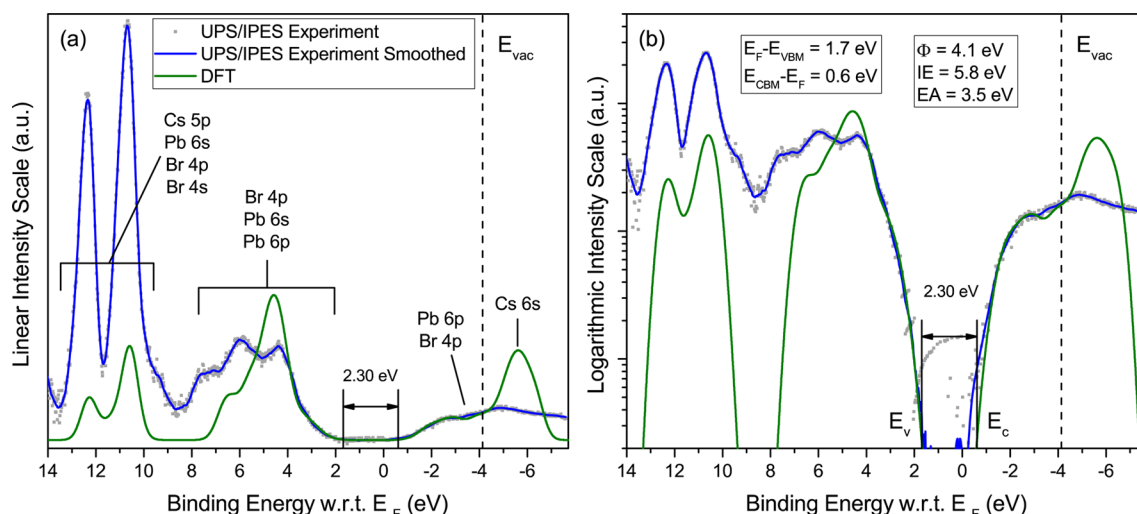 (a)
UPS/IPES Experiment
UPS/IPES Experiment Smoothed
DFT
E_vac
Cs 5p
Pb 6s
Br 4p
Br 4s
Br 4p
Pb 6s
Pb 6p
2.30 eV
Pb 6p
Br 4p
Cs 6s
Linear Intensity Scale (a.u.)
14 12 10 8 6 4 2 0 -2 -4 -6
Binding Energy w.r.t. E_F (eV)
(b)
E_F-E_VBM = 1.7 eV
E_CBM-E_F = 0.6 eV
Φ = 4.1 eV
IE = 5.8 eV
EA = 3.5 eV
E_vac
2.30 eV
E_v
E_c
Logarithmic Intensity Scale (a.u.)
14 12 10 8 6 4 2 0 -2 -4 -6
Binding Energy w.r.t. E_F (eV)